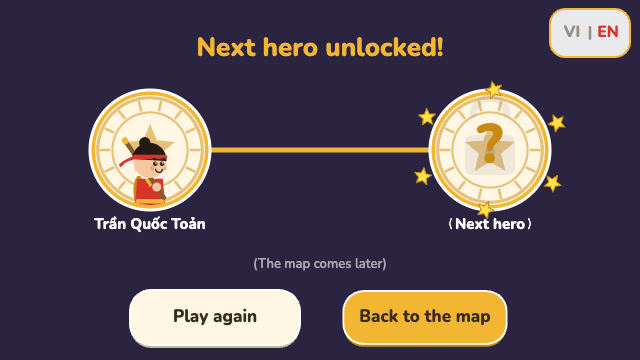 VI | EN
Next hero unlocked!
?
Trần Quốc Toản
(Next hero)
(The map comes later)
Play again
Back to the map